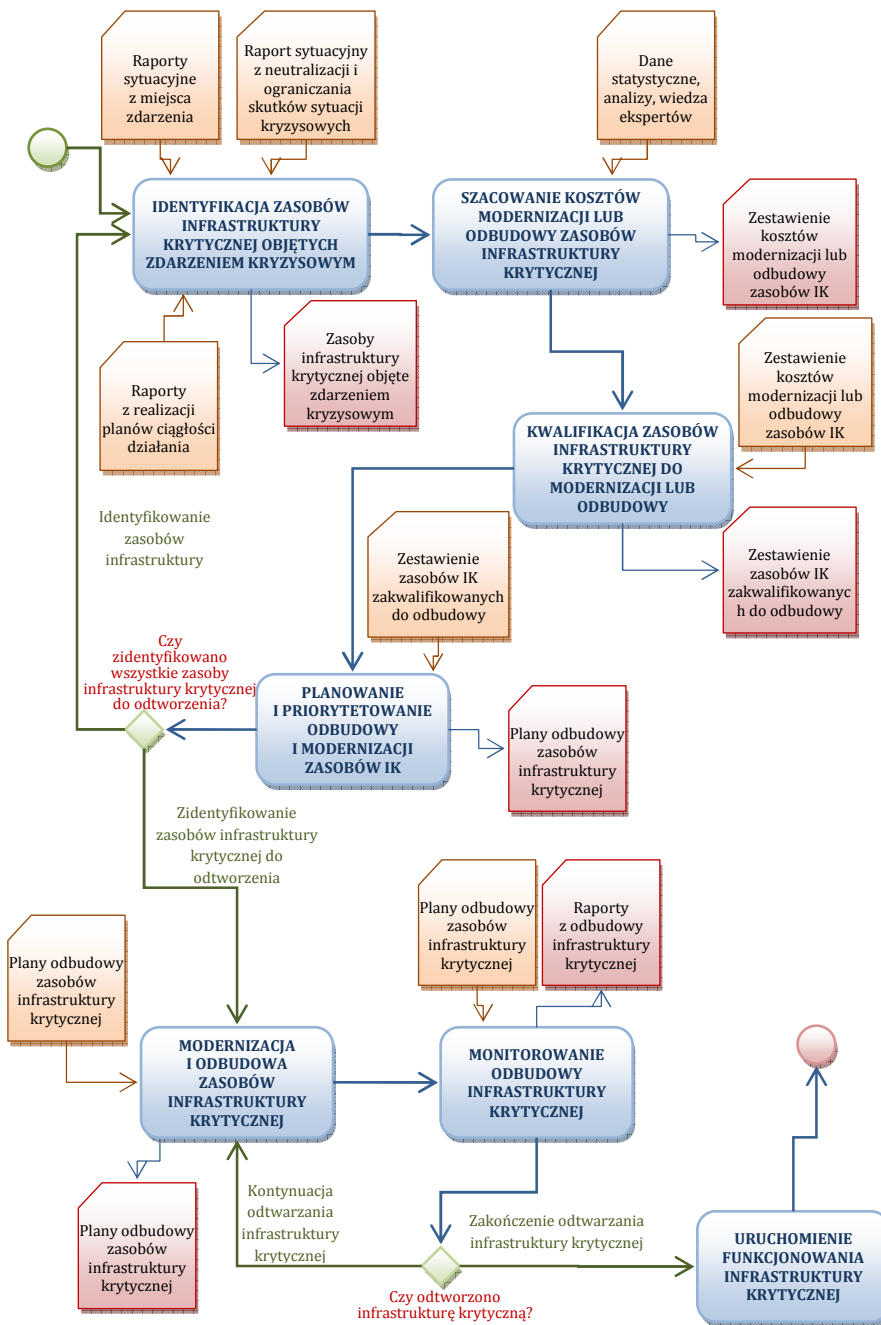 Raporty
sytuacyjne
z miejsca
zdarzenia
Raport sytuacyjny
z neutralizacji i
ograniczania
skutków sytuacji
kryzysowych
Dane
statystyczne,
analizy, wiedza
ekspertów
IDENTYFIKACJA ZASOBÓW
INFRASTRUKTURY
KRYTYCZNEJ OBJĘTYCH
ZDARZENIEM KRYZYSOWYM
SZACOWANIE KOSZTÓW
MODERNIZACJI LUB
ODBUDOWY ZASOBÓW
INFRASTRUKTURY
KRYTYCZNEJ
Zestawienie
kosztów
modernizacji lub
odbudowy
zasobów IK
Raporty
z realizacji
planów ciągłości
działania
Zasoby
infrastruktury
krytycznej objęte
zdarzeniem
kryzysowym
Zestawienie
kosztów
modernizacji lub
odbudowy
zasobów IK
KWALIFIKACJA ZASOBÓW
INFRASTRUKTURY
KRYTYCZNEJ DO
MODERNIZACJI LUB
ODBUDOWY
Identyfikowanie
zasobów
infrastruktury
Zestawienie
zasobów IK
zakwalifikowanych
do odbudowy
Zestawienie
zasobów IK
zakwalifikowanyc
h do odbudowy
Czy
zidentyfikowano
wszystkie zasoby
infrastruktury krytycznej
do odtworzenia?
PLANOWANIE
I PRIORYTETOWANIE
ODBUDOWY
I MODERNIZACJI
ZASOBÓW IK
Plany odbudowy
zasobów
infrastruktury
krytycznej
Zidentyfikowanie
zasobów infrastruktury
krytycznej do
odtworzenia
Plany odbudowy
zasobów
infrastruktury
krytycznej
Plany odbudowy
zasobów
infrastruktury
krytycznej
Raporty
z odbudowy
infrastruktury
krytycznej
MODERNIZACJA
I ODBUDOWA
ZASOBÓW
INFRASTRUKTURY
KRYTYCZNEJ
MONITOROWANIE
ODBUDOWY
INFRASTRUKTURY
KRYTYCZNEJ
Plany odbudowy
zasobów
infrastruktury
krytycznej
Kontynuacja
odtwarzania
infrastruktury
krytycznej
Zakończenie odtwarzania
infrastruktury krytycznej
Czy odtworzono
infrastrukturę krytyczną?
URUCHOMIENIE
FUNKCJONOWANIA
INFRASTRUKTURY
KRYTYCZNEJ